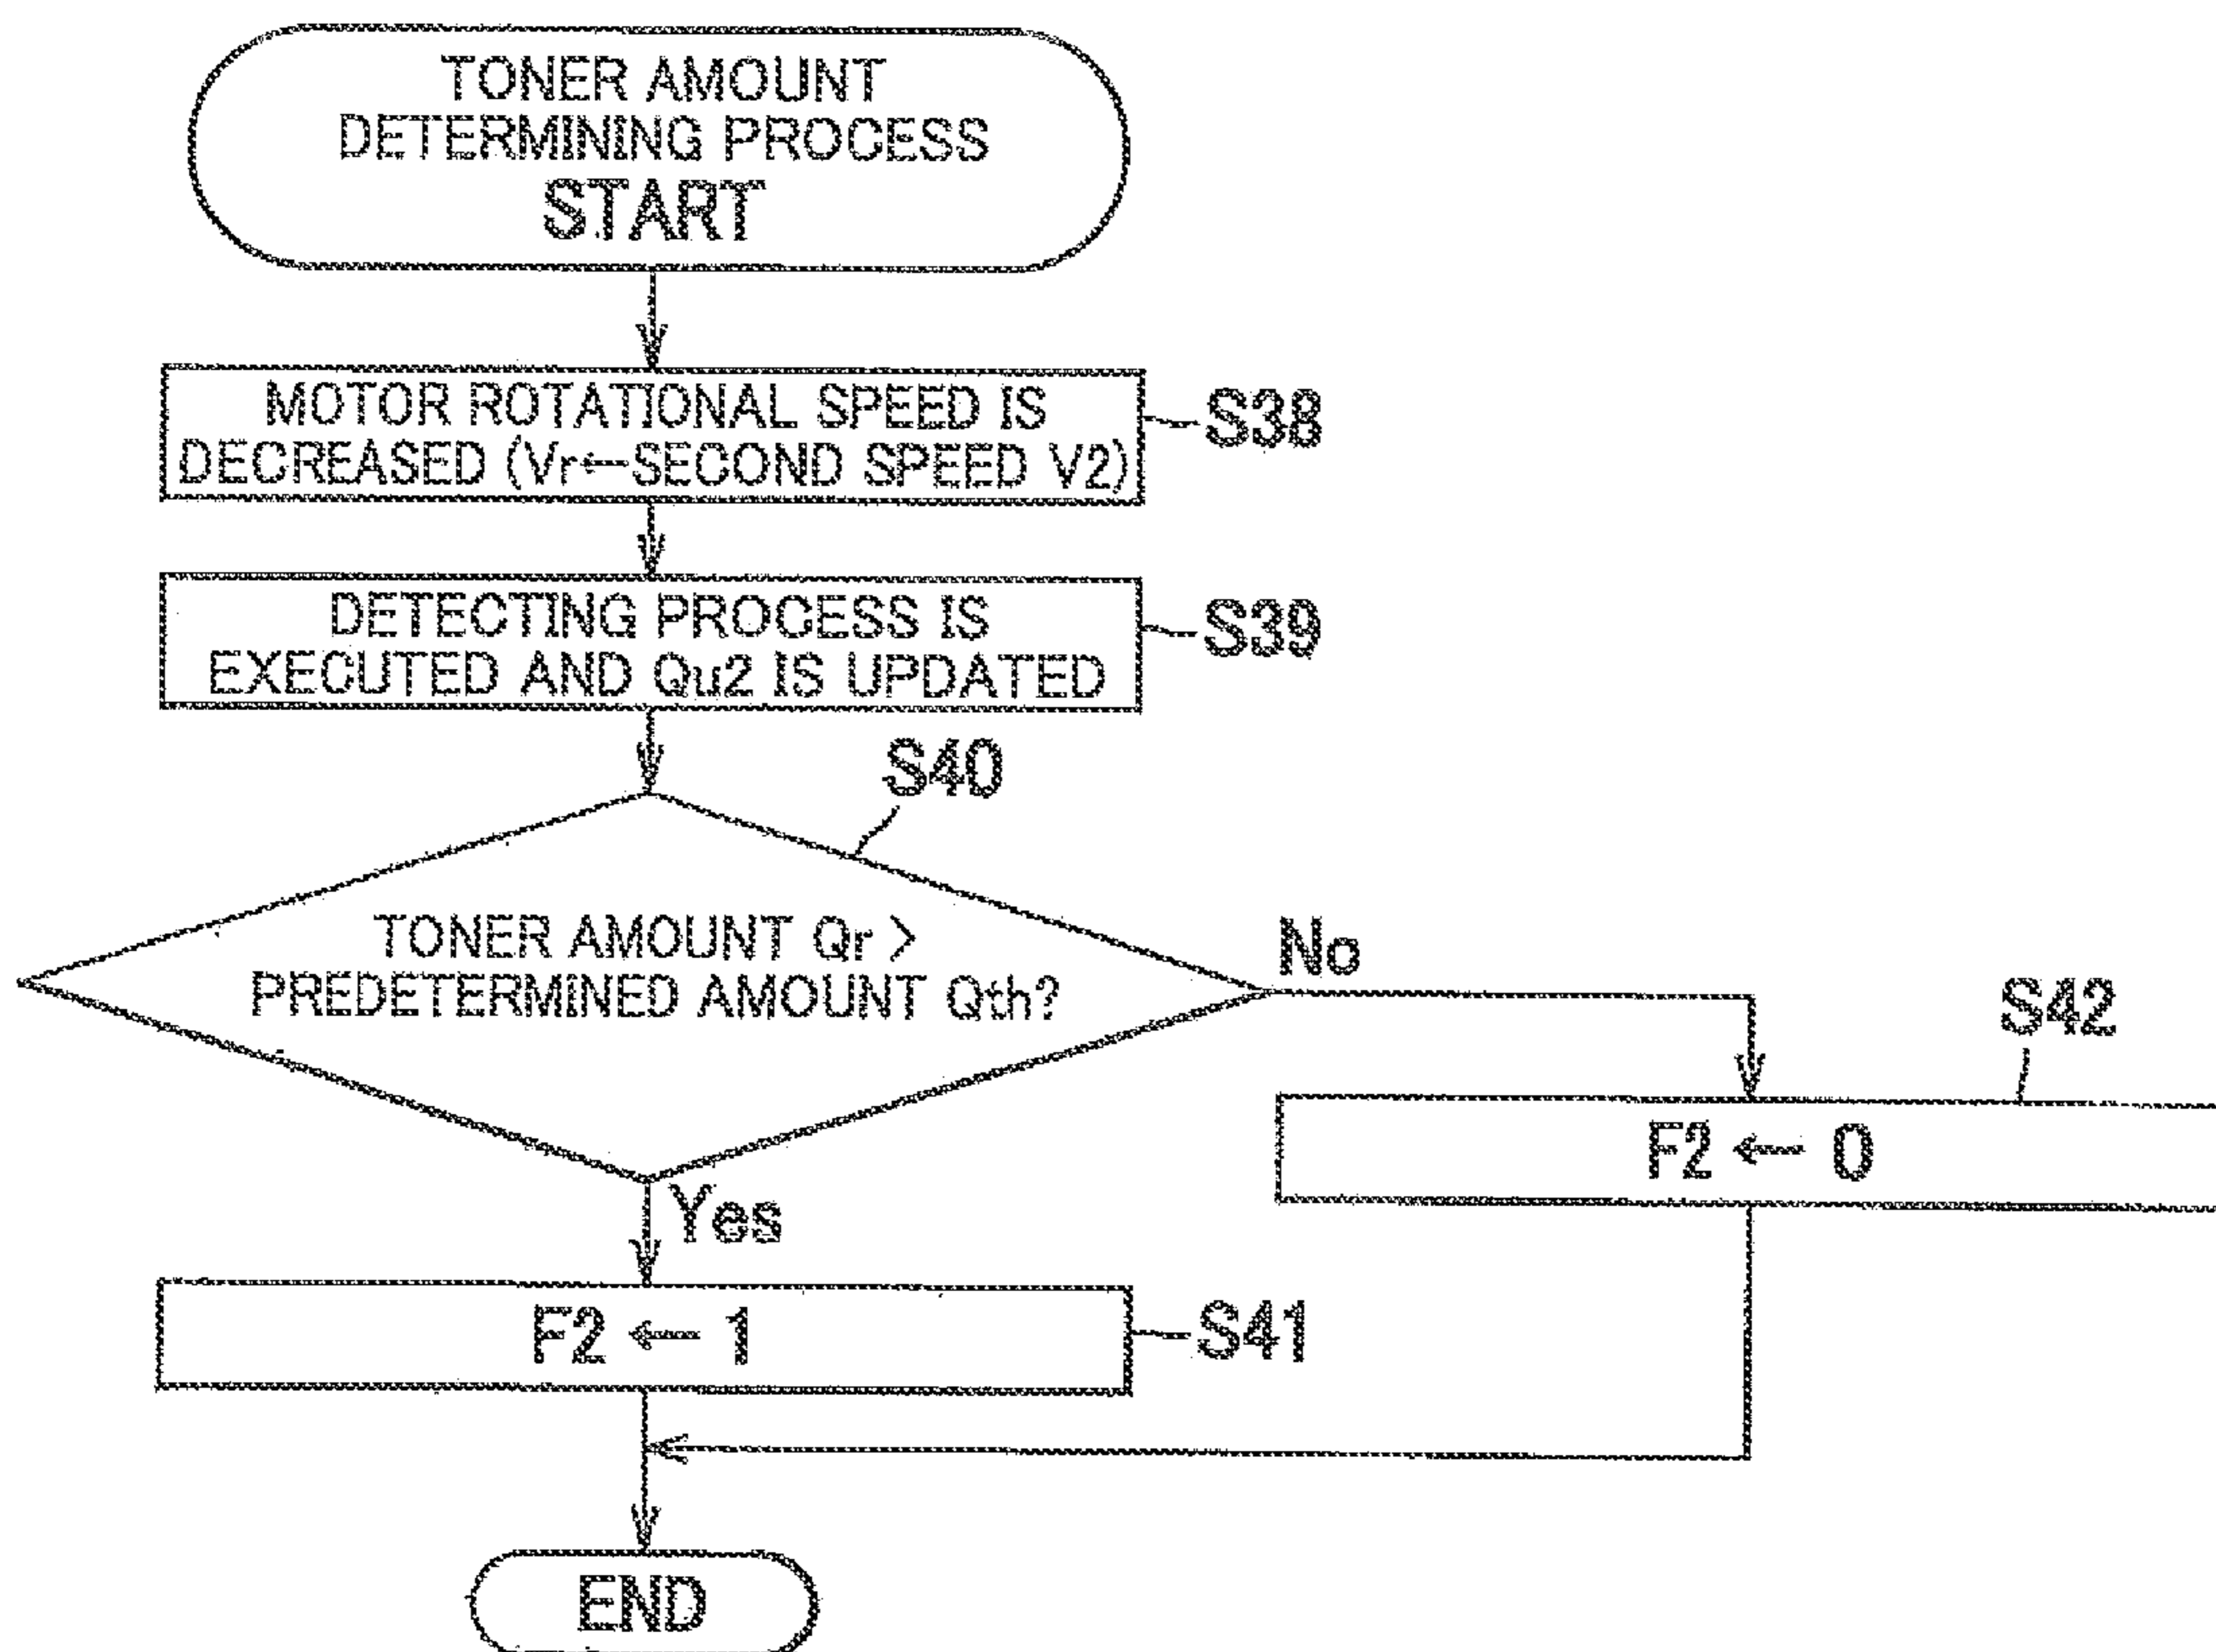 TONER AMOUNT
DETERMINING PROCESS
START
MOTOR ROTATIONAL SPEED IS
DECREASED (Vr←SECOND SPEED V2)
S38
DETECTING PROCESS IS
EXECUTED AND Qu2 IS UPDATED
S39
S40
TONER AMOUNT Qr >
PREDETERMINED AMOUNT Qth?
No
S42
F2 ← 0
Yes
F2 ← 1
S41
END